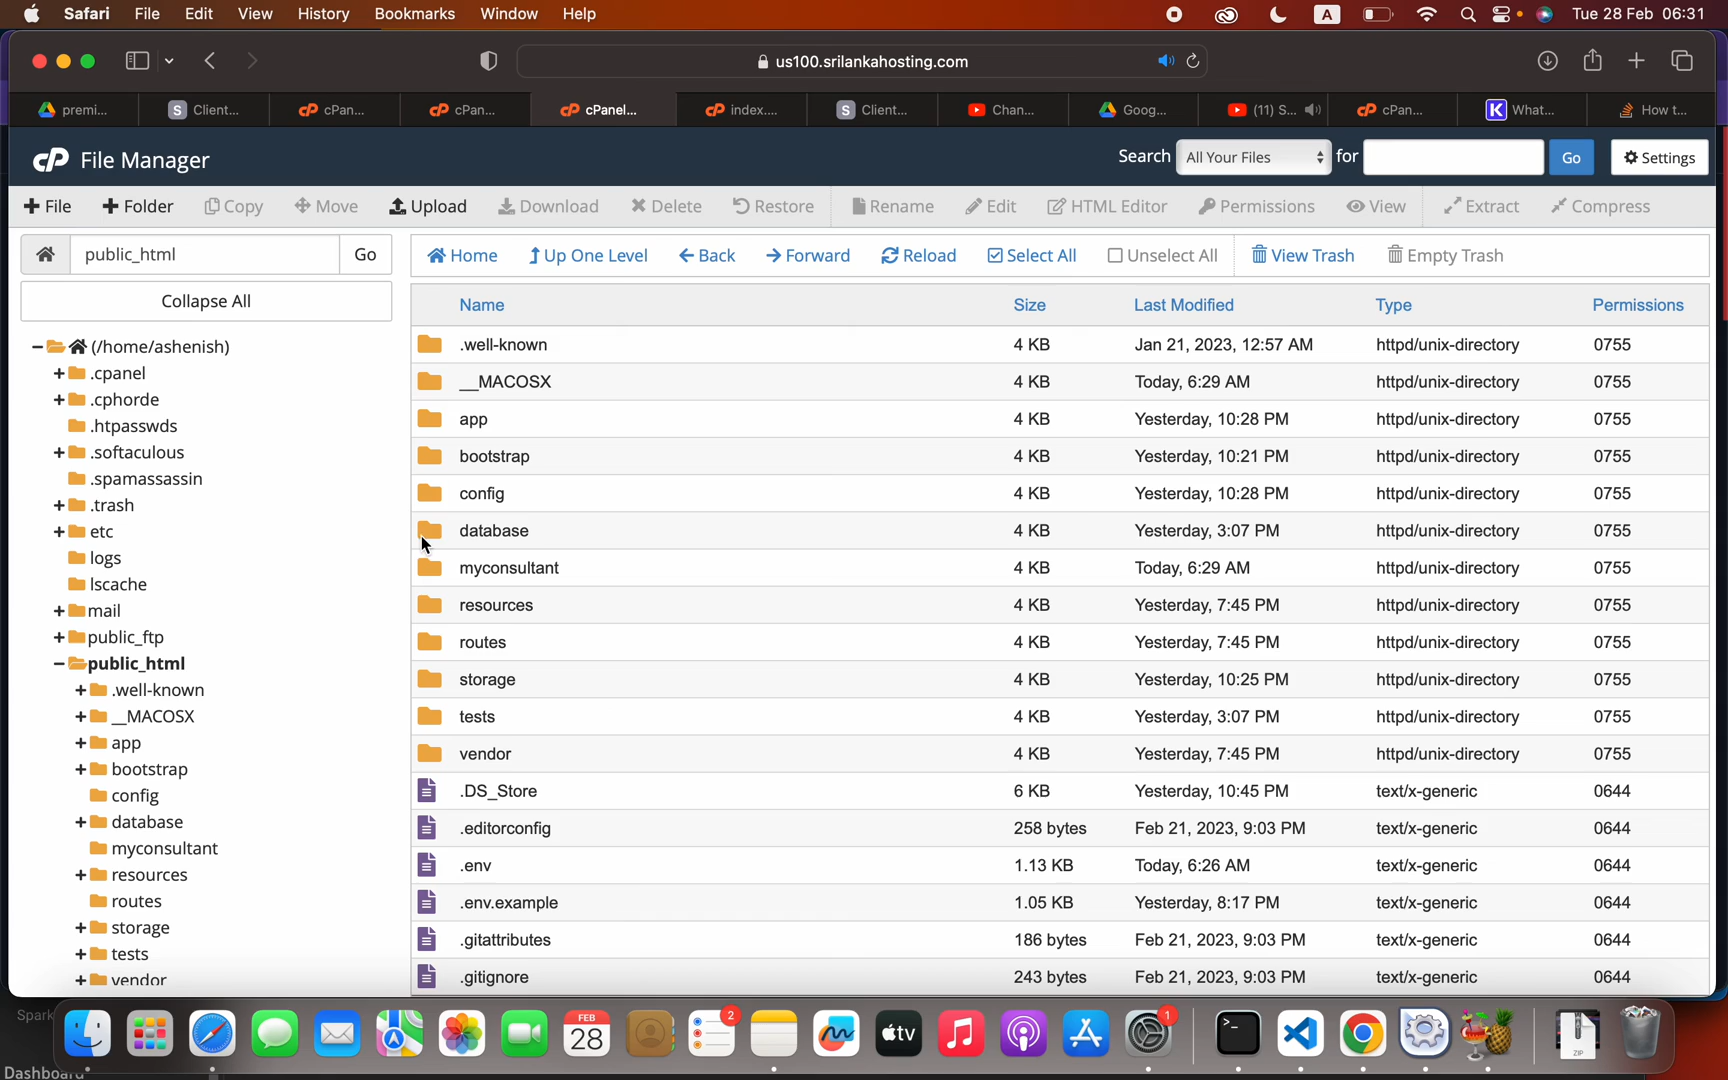 Safari File Edit View History Bookmarks Window Help A Tue 28 Feb 06:31
us100.srilankahosting.com
premi... S Client... cP cPan... cP cPan... cP cPanel... cP index.... S Client... Chan... Goog... (11) S... cP cPan... K What... How t...
cP File Manager Search All Your Files for Go Settings
+ File + Folder Copy Move Upload Download Delete Restore Rename Edit HTML Editor Permissions View Extract Compress
public_html Go Home Up One Level Back Forward Reload Select All Unselect All View Trash Empty Trash
Collapse All
(/home/ashenish)
.cpanel
.cphorde
.htpasswds
.softaculous
.spamassassin
.trash
etc
logs
lscache
mail
public_ftp
public_html
.well-known
__MACOSX
app
bootstrap
config
database
myconsultant
resources
routes
storage
tests
vendor
Name Size Last Modified Type Permissions
.well-known 4 KB Jan 21, 2023, 12:57 AM httpd/unix-directory 0755
__MACOSX 4 KB Today, 6:29 AM httpd/unix-directory 0755
app 4 KB Yesterday, 10:28 PM httpd/unix-directory 0755
bootstrap 4 KB Yesterday, 10:21 PM httpd/unix-directory 0755
config 4 KB Yesterday, 10:28 PM httpd/unix-directory 0755
database 4 KB Yesterday, 3:07 PM httpd/unix-directory 0755
myconsultant 4 KB Today, 6:29 AM httpd/unix-directory 0755
resources 4 KB Yesterday, 7:45 PM httpd/unix-directory 0755
routes 4 KB Yesterday, 7:45 PM httpd/unix-directory 0755
storage 4 KB Yesterday, 10:25 PM httpd/unix-directory 0755
tests 4 KB Yesterday, 3:07 PM httpd/unix-directory 0755
vendor 4 KB Yesterday, 7:45 PM httpd/unix-directory 0755
.DS_Store 6 KB Yesterday, 10:45 PM text/x-generic 0644
.editorconfig 258 bytes Feb 21, 2023, 9:03 PM text/x-generic 0644
.env 1.13 KB Today, 6:26 AM text/x-generic 0644
.env.example 1.05 KB Yesterday, 8:17 PM text/x-generic 0644
.gitattributes 186 bytes Feb 21, 2023, 9:03 PM text/x-generic 0644
.gitignore 243 bytes Feb 21, 2023, 9:03 PM text/x-generic 0644
Spark
FEB 28 2 tv 1 ZIP
Dashboard